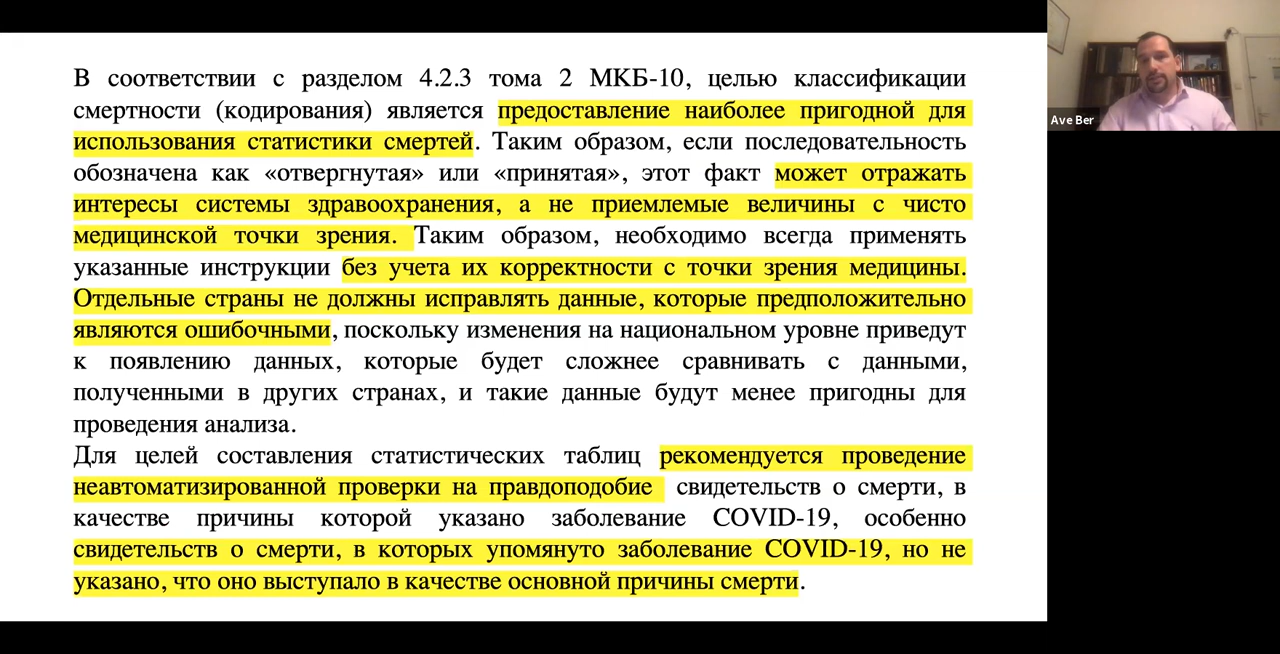 В соответствии с разделом 4.2.3 тома 2 МКБ-10, целью классификации
смертности (кодирования) является предоставление наиболее пригодной для
использования статистики смертей. Таким образом, если последовательность
обозначена как «отвергнутая» или «принятая», этот факт может отражать
интересы системы здравоохранения, а не приемлемые величины с чисто
медицинской точки зрения. Таким образом, необходимо всегда применять
указанные инструкции без учета их корректности с точки зрения медицины.
Отдельные страны не должны исправлять данные, которые предположительно
являются ошибочными, поскольку изменения на национальном уровне приведут
к появлению данных, которые будет сложнее сравнивать с данными,
полученными в других странах, и такие данные будут менее пригодны для
проведения анализа.
Для целей составления статистических таблиц рекомендуется проведение
неавтоматизированной проверки на правдоподобие свидетельств о смерти, в
качестве причины которой указано заболевание COVID-19, особенно
свидетельств о смерти, в которых упомянуто заболевание COVID-19, но не
указано, что оно выступало в качестве основной причины смерти.
Ave Ber